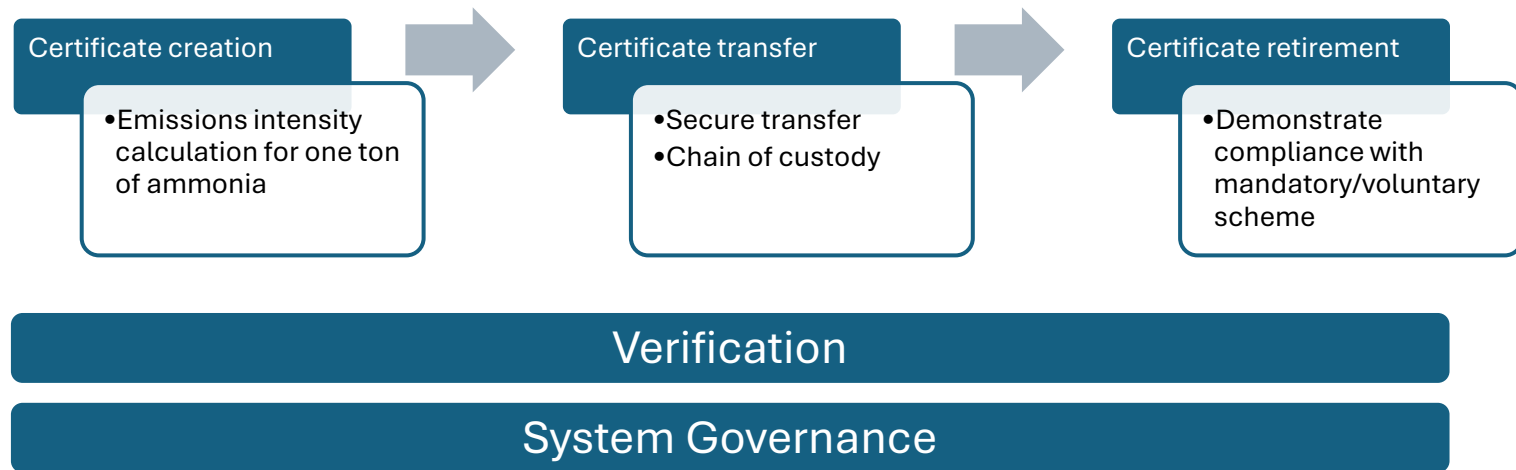 Certificate creation
•Emissions intensity
calculation for one ton
of ammonia
Certificate transfer
•Secure transfer
•Chain of custody
Certificate retirement
•Demonstrate
compliance with
mandatory/voluntary
scheme
Verification
System Governance